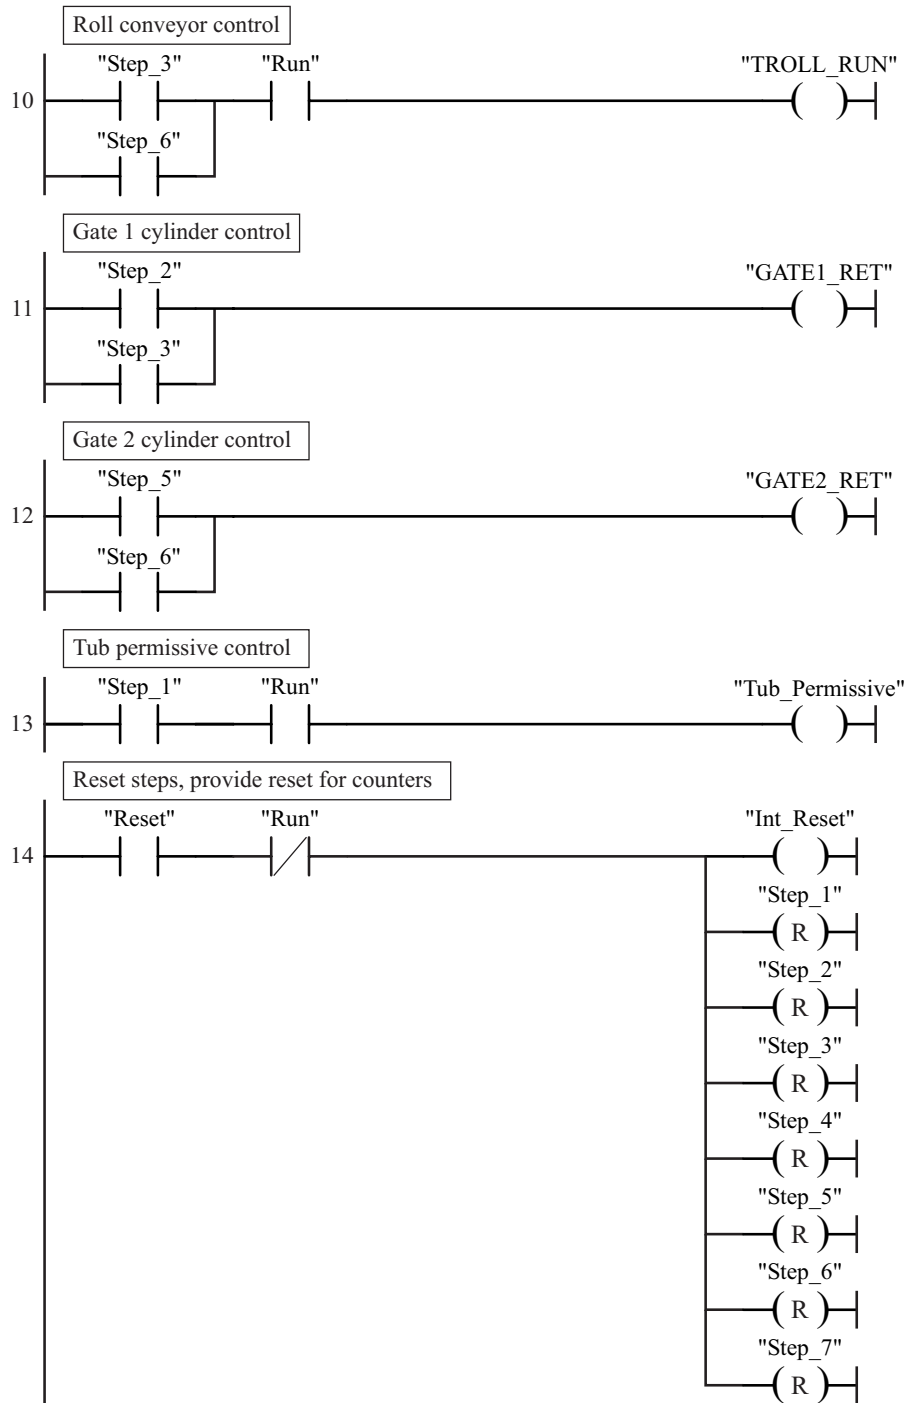 Roll conveyor control
"Step_3" "Run" "TROLL_RUN"
10
"Step_6"
Gate 1 cylinder control
"Step_2" "GATE1_RET"
11
"Step_3"
Gate 2 cylinder control
"Step_5" "GATE2_RET"
12
"Step_6"
Tub permissive control
"Step_1" "Run" "Tub_Permissive"
13
Reset steps, provide reset for counters
"Reset" "Run" "Int_Reset"
14
"Step_1"
R
"Step_2"
R
"Step_3"
R
"Step_4"
R
"Step_5"
R
"Step_6"
R
"Step_7"
R